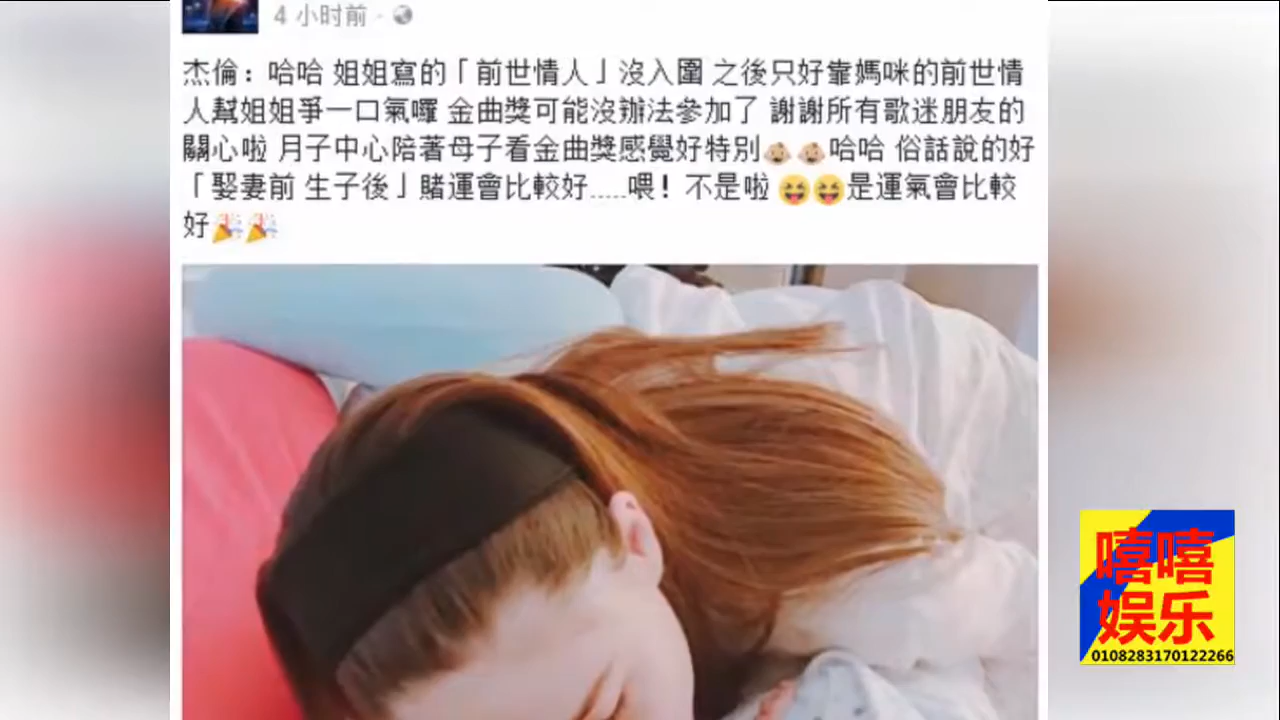 4 小时前 ·
杰倫：哈哈 姐姐寫的「前世情人」沒入圍 之後只好靠媽咪的前世情
人幫姐姐爭一口氣囉 金曲獎可能沒辦法參加了 謝謝所有歌迷朋友的
關心啦 月子中心陪著母子看金曲獎感覺好特別👶🏼👶🏼哈哈 俗話說的好
「娶妻前 生子後」賭運會比較好.....喂！不是啦 😝😝是運氣會比較
好🎉🎉
嘻嘻
娱乐
0108283170122266